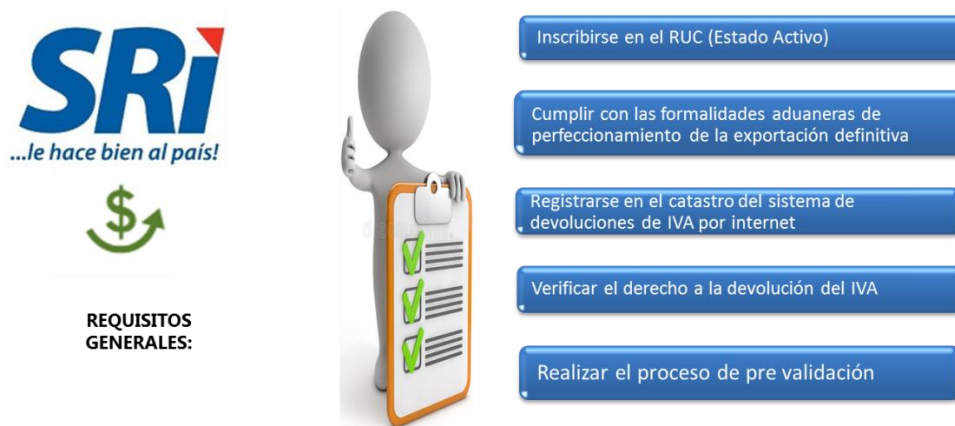 SRi
...le hace bien al país!
$
REQUISITOS
GENERALES:
Inscribirse en el RUC (Estado Activo)
Cumplir con las formalidades aduaneras de
perfeccionamiento de la exportación definitiva
Registrarse en el catastro del sistema de
devoluciones de IVA por internet
Verificar el derecho a la devolución del IVA
Realizar el proceso de pre validación